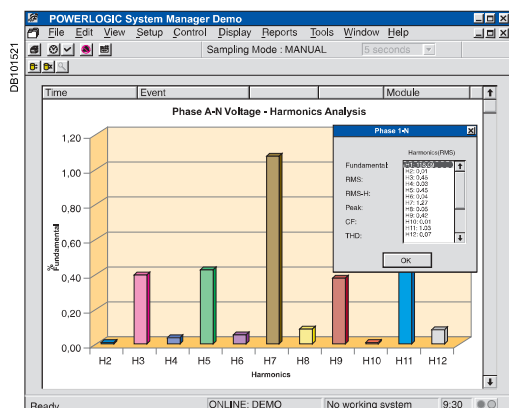 POWERLOGIC System Manager Demo
File Edit View Setup Control Display Reports Tools Window Help
Sampling Mode : MANUAL 5 seconds
DB101521
Time Event Module
Phase A-N Voltage - Harmonics Analysis
Phase 1-N
Harmonics(RMS)
Fundamental:
RMS:
RMS-H:
Peak:
CF:
THD:
H2: 0,01
H3: 0,45
H4: 0,03
H5: 0,45
H6: 0,04
H7: 1,27
H8: 0,05
H9: 0,42
H10: 0,01
H11: 1,03
H12: 0,07
OK
1,20
1,00
0,80
0,60
0,40
0,20
0,00
% Fundamental
H2 H3 H4 H5 H6 H7 H8 H9 H10 H11 H12
Harmonics
Ready ONLINE: DEMO No working system 9:30